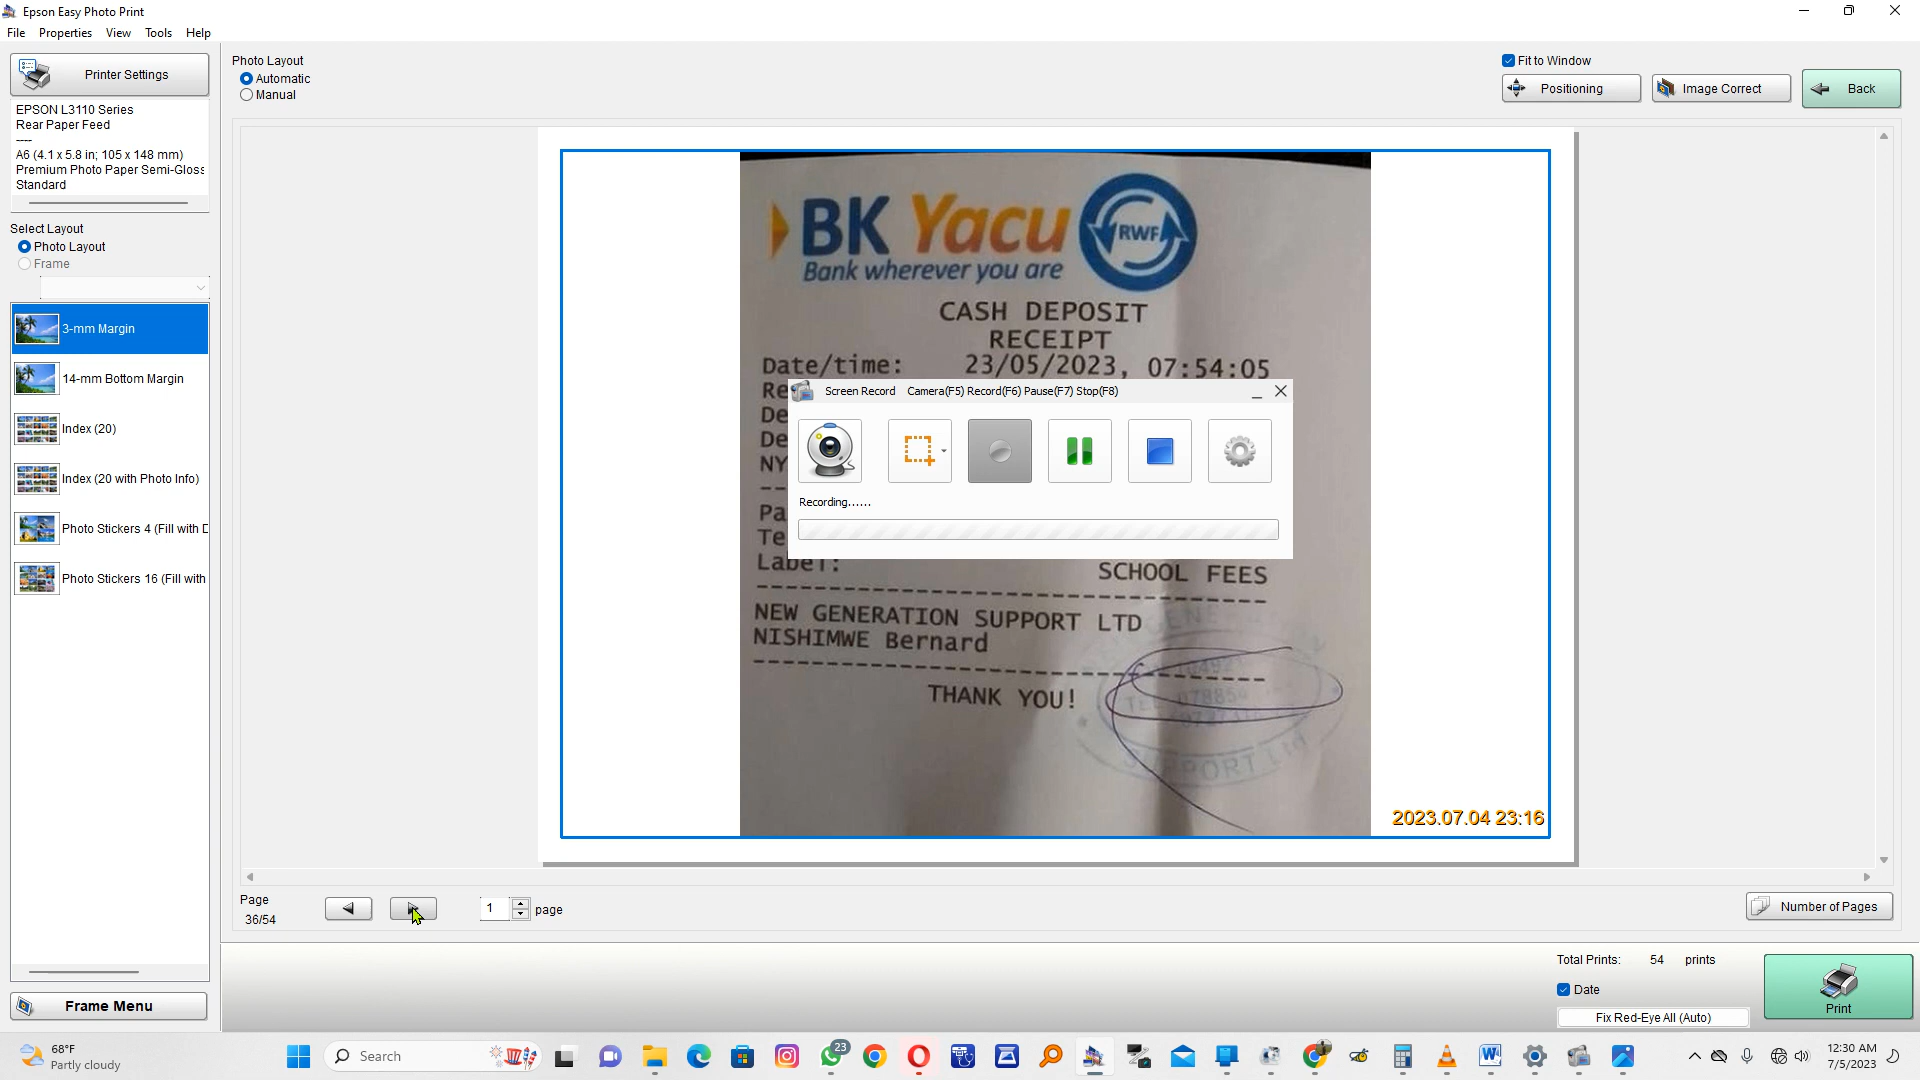 Epson Easy Photo Print
File Properties View Tools Help
Printer Settings
EPSON L3110 Series
Rear Paper Feed
----
A6 (4.1 x 5.8 in; 105 x 148 mm)
Premium Photo Paper Semi-Gloss
Standard
Select Layout
Photo Layout
Frame
3-mm Margin
14-mm Bottom Margin
Index (20)
Index (20 with Photo Info)
Photo Stickers 4 (Fill with D
Photo Stickers 16 (Fill with
Frame Menu
Photo Layout
Automatic
Manual
Fit to Window
Positioning
Image Correct
Back
BK Yacu
RWF
Bank wherever you are
CASH DEPOSIT
RECEIPT
Date/time: 23/05/2023, 07:54:05
Re
De
De
NY
Pa
Te
Screen Record Camera(F5) Record(F6) Pause(F7) Stop(F8)
Recording......
Label:
SCHOOL FEES
NEW GENERATION SUPPORT LTD
NISHIMWE Bernard
THANK YOU!
2023.07.04 23:16
Page
36/54
1 page
Number of Pages
Total Prints: 54 prints
Date
Fix Red-Eye All (Auto)
Print
68°F
Partly cloudy
Search
23
12:30 AM
7/5/2023